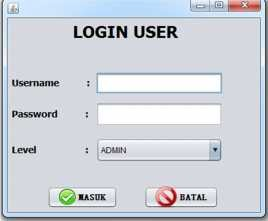 LOGIN USER
Username :
Password :
Level : ADMIN
MASUK BATAL